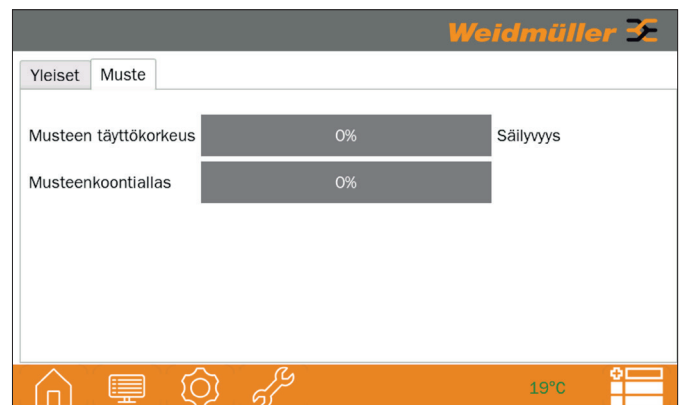 Weidmüller
Yleiset Muste
Musteen täyttökorkeus 0% Säilyvyys
Musteenkoontiallas 0%
19°C